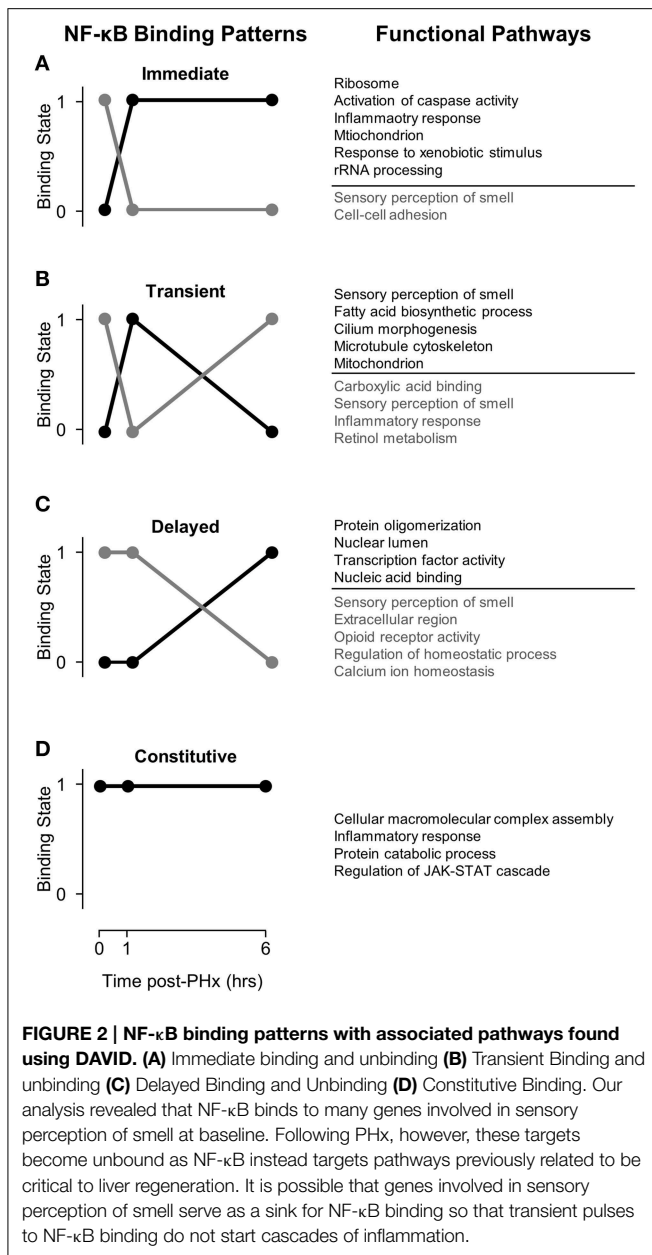 NF-κB Binding Patterns
Functional Pathways
A
Immediate
Binding State
1
0
Ribosome
Activation of caspase activity
Inflammaotry response
Mtiochondrion
Response to xenobiotic stimulus
rRNA processing
Sensory perception of smell
Cell-cell adhesion
B
Transient
Binding State
1
0
Sensory perception of smell
Fatty acid biosynthetic process
Cilium morphogenesis
Microtubule cytoskeleton
Mitochondrion
Carboxylic acid binding
Sensory perception of smell
Inflammatory response
Retinol metabolism
C
Delayed
Binding State
1
0
Protein oligomerization
Nuclear lumen
Transcription factor activity
Nucleic acid binding
Sensory perception of smell
Extracellular region
Opioid receptor activity
Regulation of homeostatic process
Calcium ion homeostasis
D
Constitutive
Binding State
1
0
Cellular macromolecular complex assembly
Inflammatory response
Protein catabolic process
Regulation of JAK-STAT cascade
0 1 6
Time post-PHx (hrs)
FIGURE 2 | NF-κB binding patterns with associated pathways found
using DAVID. (A) Immediate binding and unbinding (B) Transient Binding and
unbinding (C) Delayed Binding and Unbinding (D) Constitutive Binding. Our
analysis revealed that NF-κB binds to many genes involved in sensory
perception of smell at baseline. Following PHx, however, these targets
become unbound as NF-κB instead targets pathways previously related to be
critical to liver regeneration. It is possible that genes involved in sensory
perception of smell serve as a sink for NF-κB binding so that transient pulses
to NF-κB binding do not start cascades of inflammation.